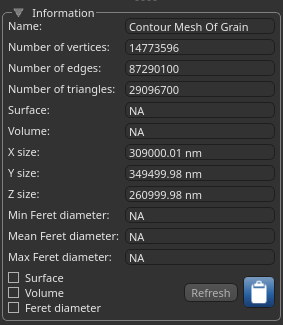 Information
Name: Contour Mesh Of Grain
Number of vertices: 14773596
Number of edges: 87290100
Number of triangles: 29096700
Surface: NA
Volume: NA
X size: 309000.01 nm
Y size: 349499.98 nm
Z size: 260999.98 nm
Min Feret diameter: NA
Mean Feret diameter: NA
Max Feret diameter: NA
Surface
Volume
Refresh
Feret diameter